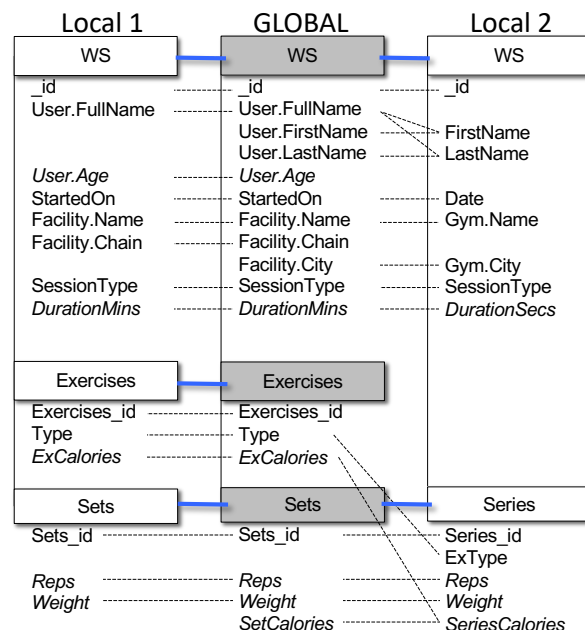 Local 1 GLOBAL Local 2
WS WS WS
_id _id _id
User.FullName User.FullName
User.FirstName FirstName
User.LastName LastName
User.Age User.Age
StartedOn StartedOn Date
Facility.Name Facility.Name Gym.Name
Facility.Chain Facility.Chain
Facility.City Gym.City
SessionType SessionType SessionType
DurationMins DurationMins DurationSecs
Exercises Exercises
Exercises_id Exercises_id
Type Type
ExCalories ExCalories
Sets Sets Series
Sets_id Sets_id Series_id
ExType
Reps Reps Reps
Weight Weight Weight
SetCalories SeriesCalories